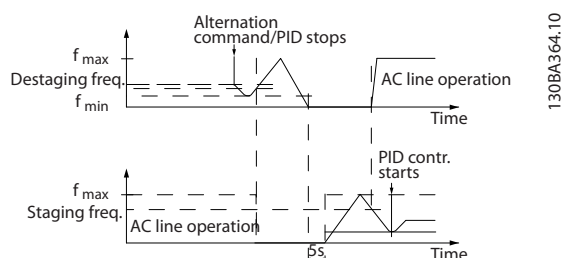 Alternation
command/PID stops
f max
Destaging freq.
f min
AC line operation
Time
PID contr.
starts
f max
Staging freq.
AC line operation
5s
Time
130BA364.10